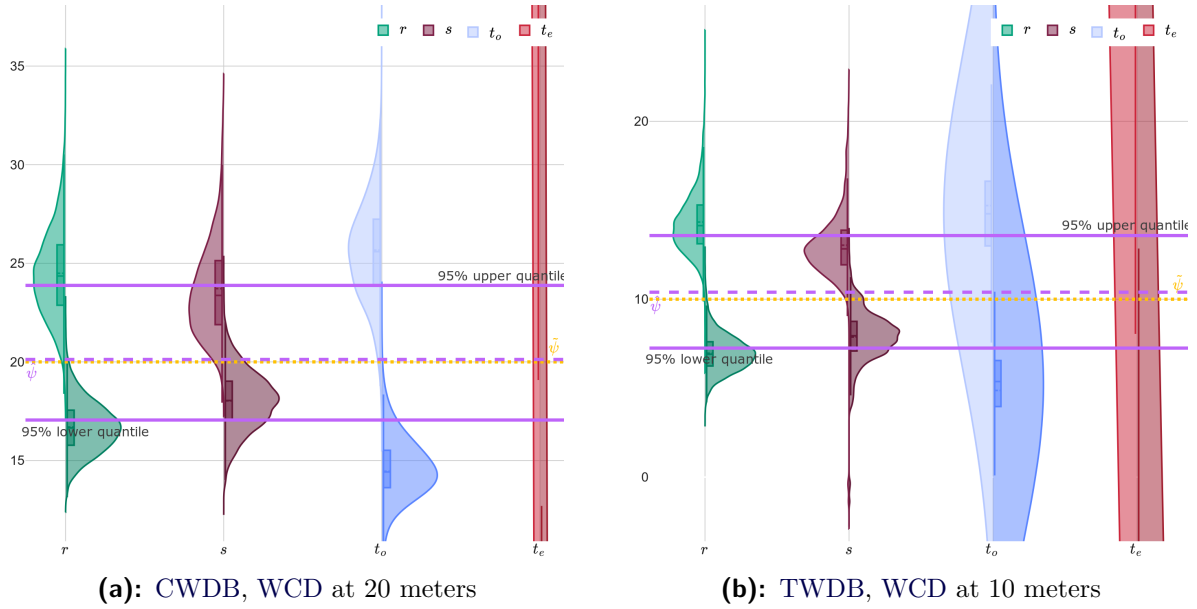 r s t_o t_e
35
30
25
20
15
95% upper quantile
ψ̄
ψ̂
95% lower quantile
r s t_o t_e
(a): CWDB, WCD at 20 meters
r s t_o t_e
20
10
0
95% upper quantile
ψ̄
ψ̂
95% lower quantile
r s t_o t_e
(b): TWDB, WCD at 10 meters